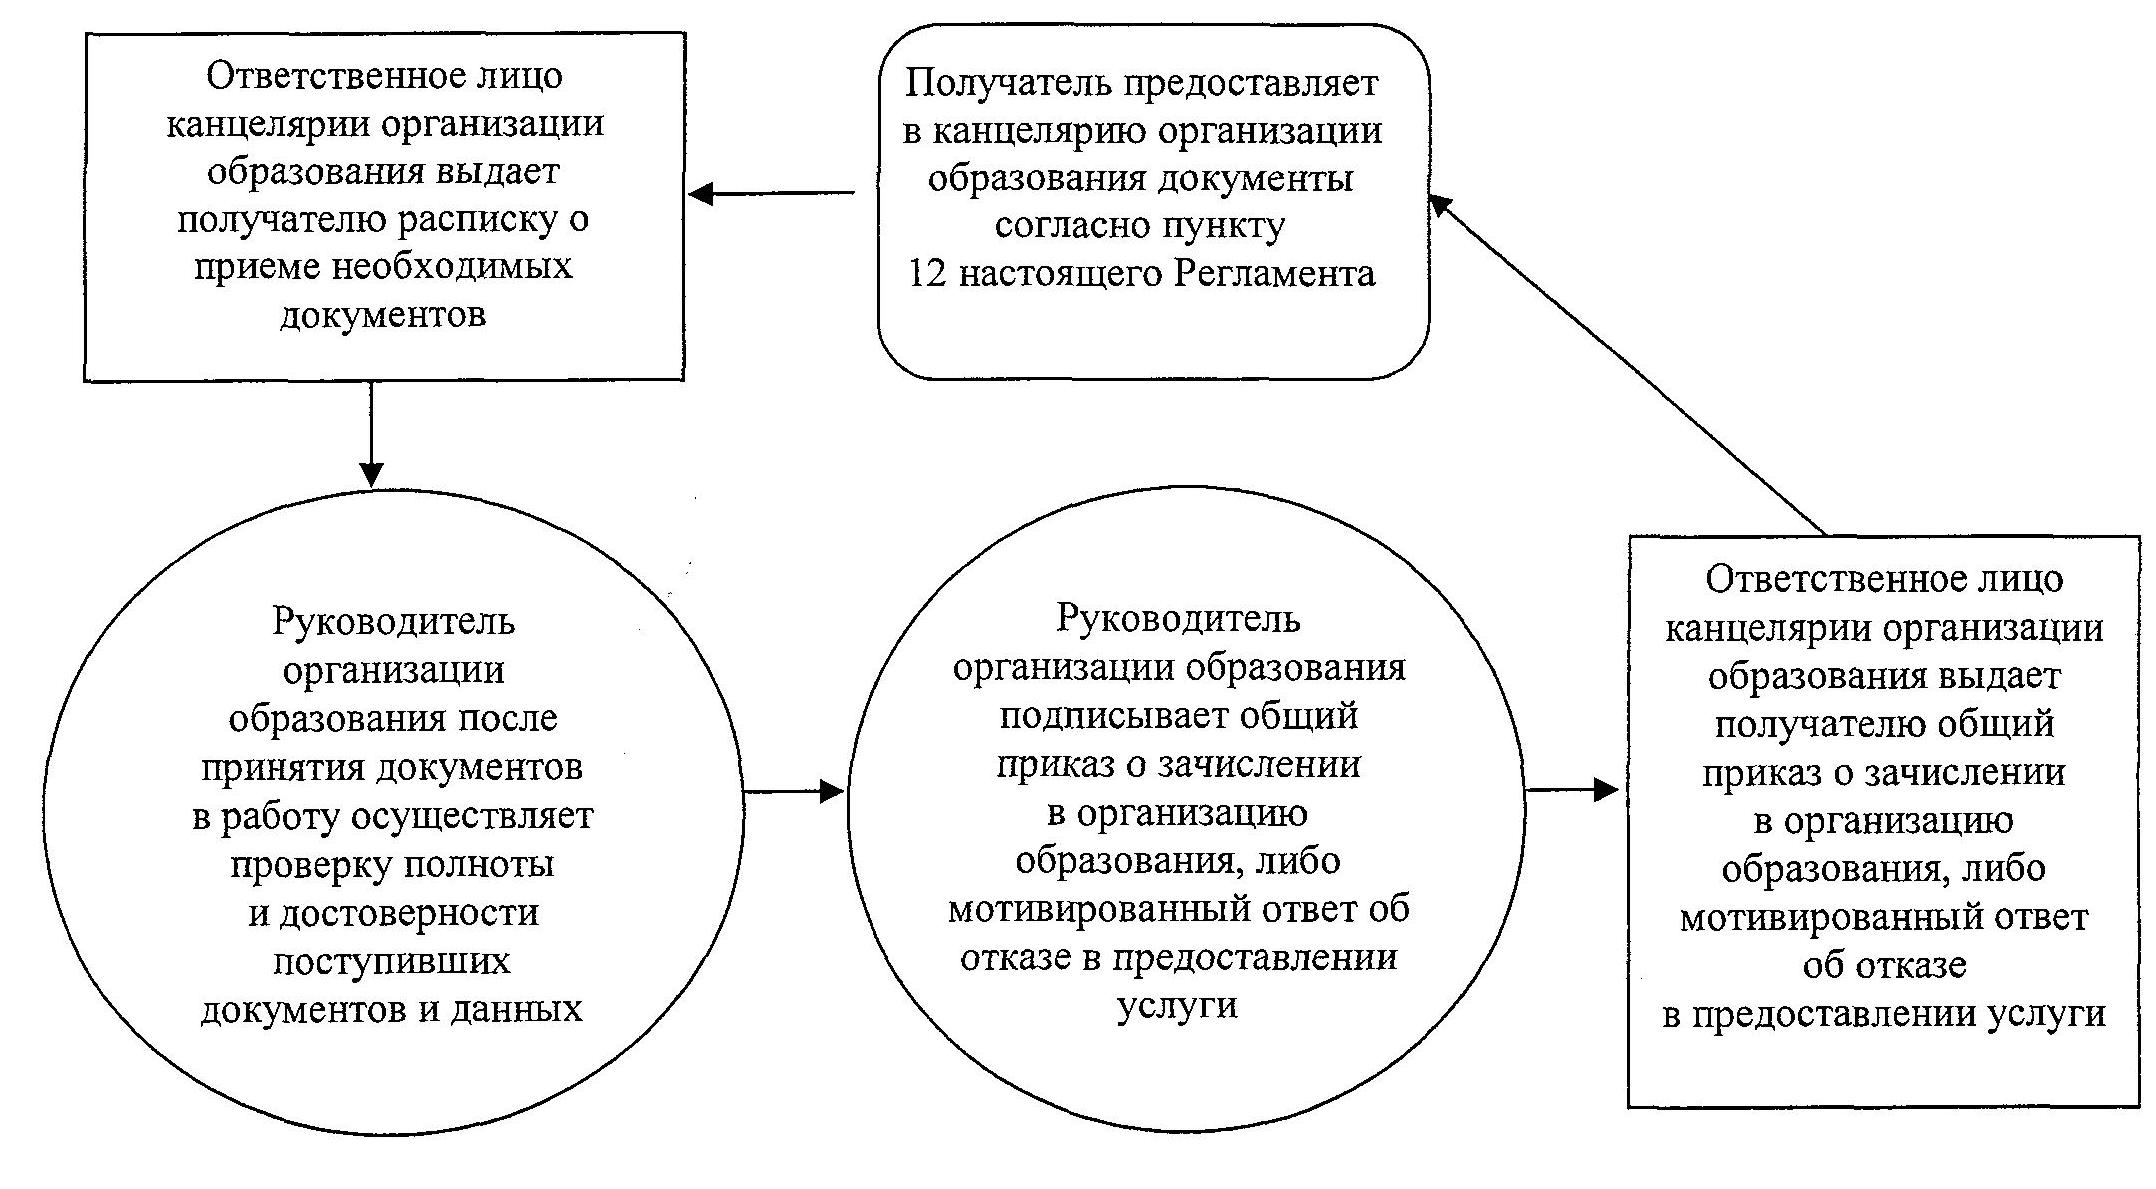 Ответственное лицо
канцелярии организации
образования выдает
получателю расписку о
приеме необходимых
документов
Получатель предоставляет
в канцелярию организации
образования документы
согласно пункту
12 настоящего Регламента
Руководитель
организации
образования после
принятия документов
в работу осуществляет
проверку полноты
и достоверности
поступивших
документов и данных
Руководитель
организации образования
подписывает общий
приказ о зачислении
в организацию
образования, либо
мотивированный ответ об
отказе в предоставлении
услуги
Ответственное лицо
канцелярии организации
образования выдает
получателю общий
приказ о зачислении
в организацию
образования, либо
мотивированный ответ
об отказе
в предоставлении услуги